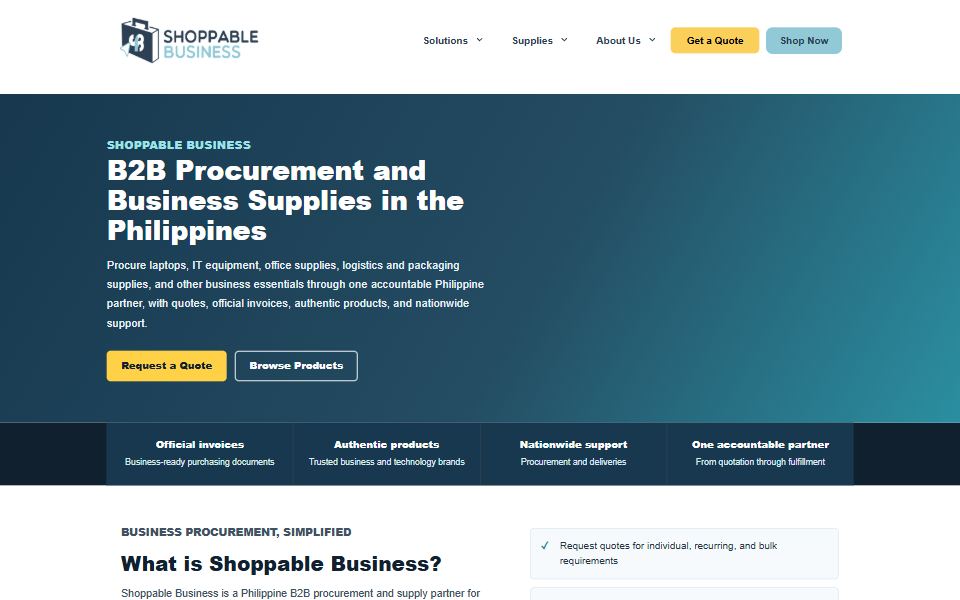 SHOPPABLE
BUSINESS
Solutions
Supplies
About Us
Get a Quote
Shop Now
SHOPPABLE BUSINESS
B2B Procurement and
Business Supplies in the
Philippines
Procure laptops, IT equipment, office supplies, logistics and packaging
supplies, and other business essentials through one accountable Philippine
partner, with quotes, official invoices, authentic products, and nationwide
support.
Request a Quote
Browse Products
Official invoices
Business-ready purchasing documents
Authentic products
Trusted business and technology brands
Nationwide support
Procurement and deliveries
One accountable partner
From quotation through fulfillment
BUSINESS PROCUREMENT, SIMPLIFIED
What is Shoppable Business?
Shoppable Business is a Philippine B2B procurement and supply partner for
Request quotes for individual, recurring, and bulk
requirements